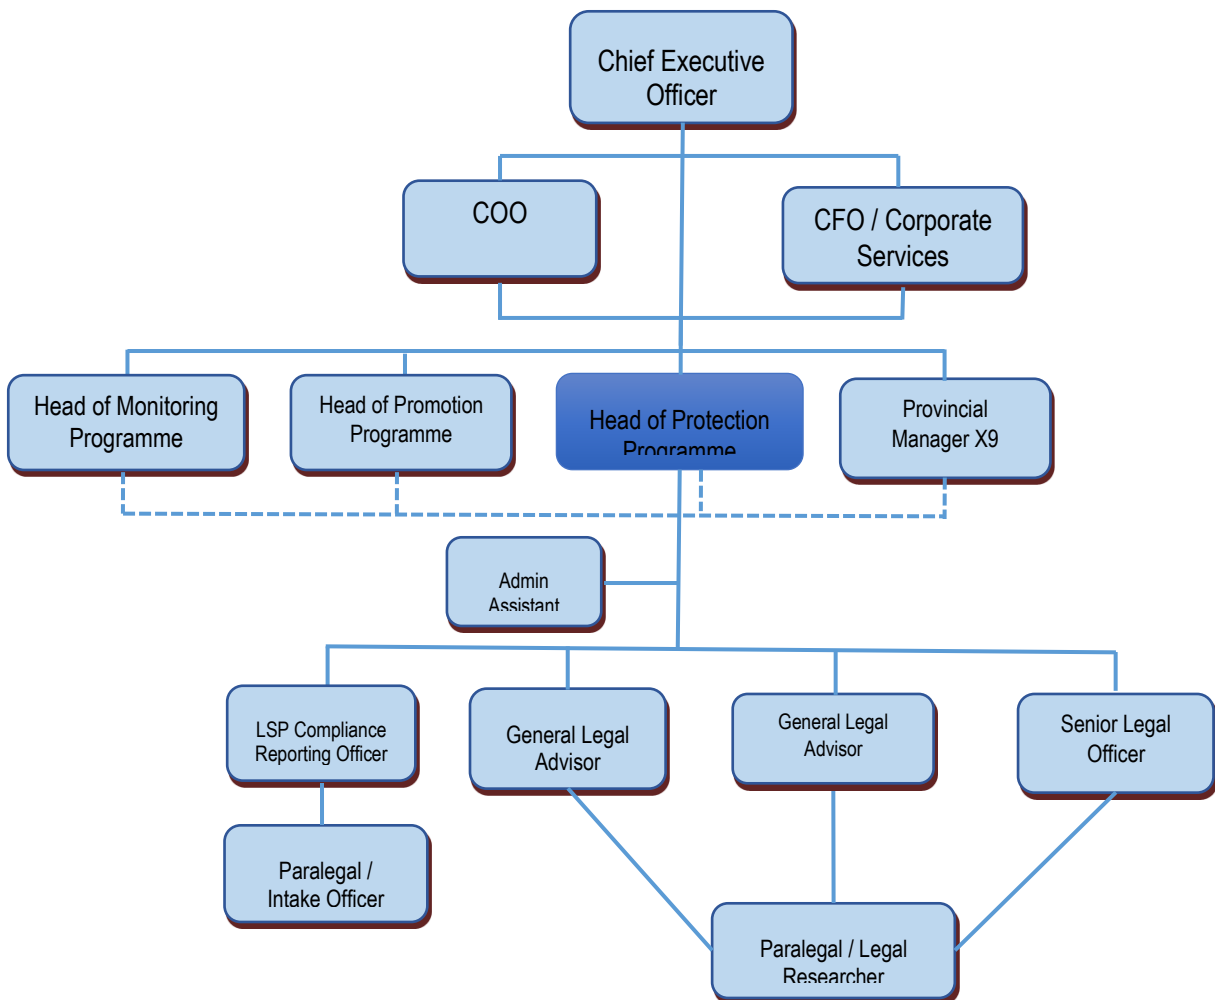 Chief Executive
Officer
COO
CFO / Corporate
Services
Head of Monitoring
Programme
Head of Promotion
Programme
Head of Protection
Programme
Provincial
Manager X9
Admin
Assistant
LSP Compliance
Reporting Officer
General Legal
Advisor
General Legal
Advisor
Senior Legal
Officer
Paralegal /
Intake Officer
Paralegal / Legal
Researcher